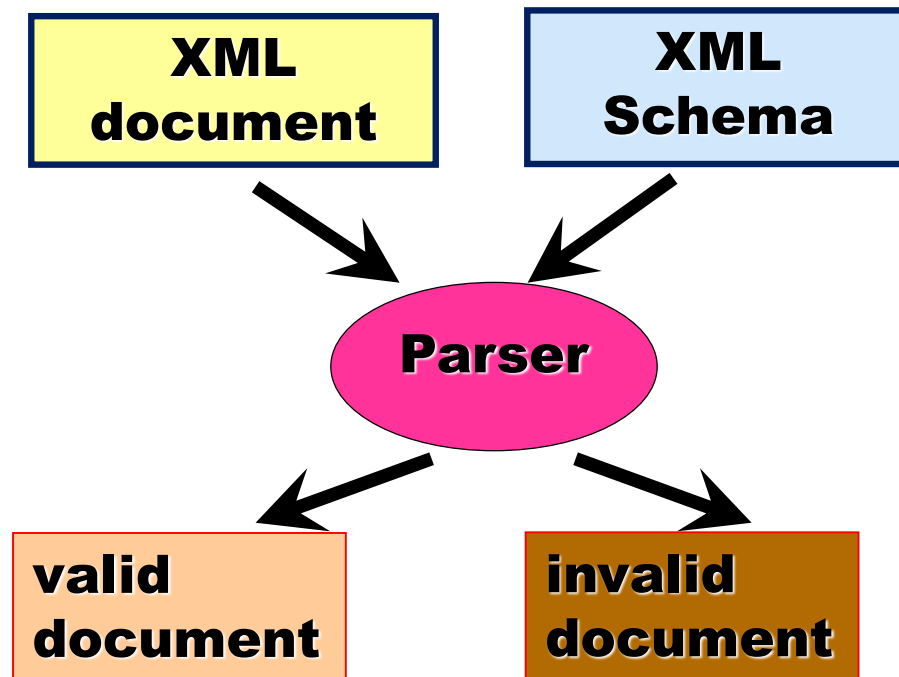 XML
document
XML
Schema
Parser
valid
document
invalid
document